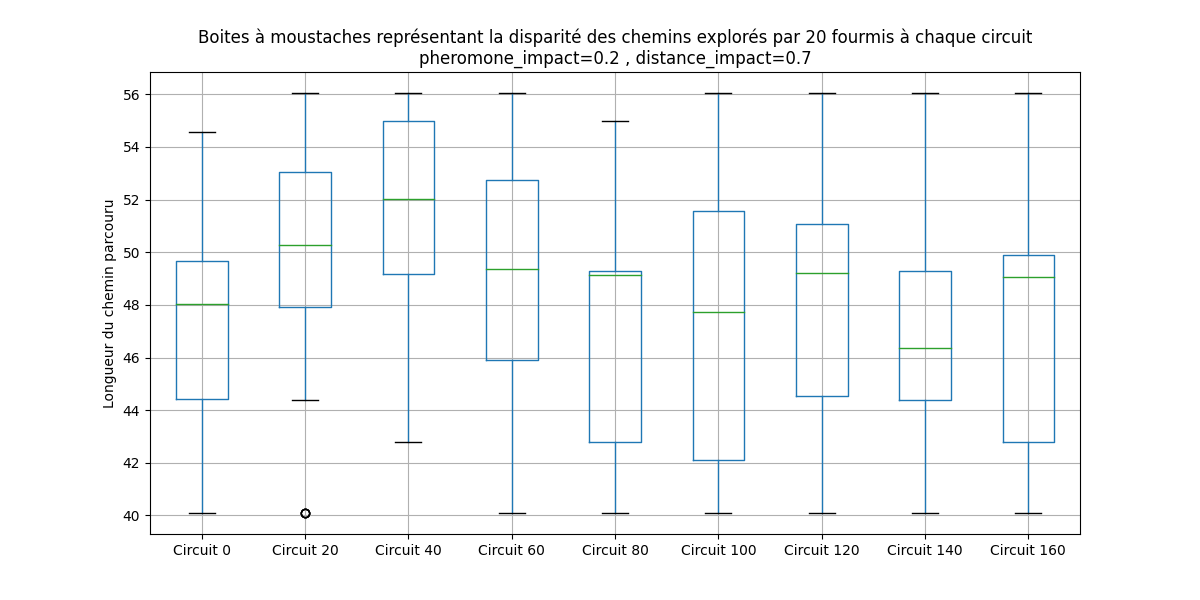 Boites à moustaches représentant la disparité des chemins explorés par 20 fourmis à chaque circuit
pheromone_impact=0.2 , distance_impact=0.7
Longueur du chemin parcouru
56
54
52
50
48
46
44
42
40
Circuit 0 Circuit 20 Circuit 40 Circuit 60 Circuit 80 Circuit 100 Circuit 120 Circuit 140 Circuit 160